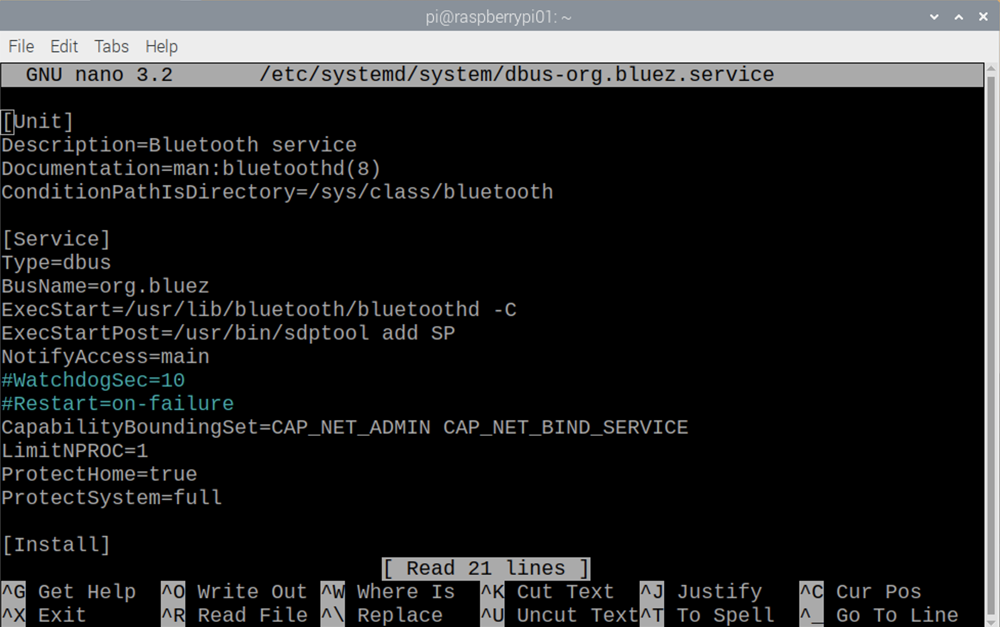 pi@raspberrypi01: ~
File Edit Tabs Help
GNU nano 3.2 /etc/systemd/system/dbus-org.bluez.service
[Unit]
Description=Bluetooth service
Documentation=man:bluetoothd(8)
ConditionPathIsDirectory=/sys/class/bluetooth
[Service]
Type=dbus
BusName=org.bluez
ExecStart=/usr/lib/bluetooth/bluetoothd -C
ExecStartPost=/usr/bin/sdptool add SP
NotifyAccess=main
#WatchdogSec=10
#Restart=on-failure
CapabilityBoundingSet=CAP_NET_ADMIN CAP_NET_BIND_SERVICE
LimitNPROC=1
ProtectHome=true
ProtectSystem=full
[Install]
[ Read 21 lines ]
^G Get Help ^O Write Out ^W Where Is ^K Cut Text ^J Justify ^C Cur Pos
^X Exit ^R Read File ^\ Replace ^U Uncut Text ^T To Spell ^_ Go To Line